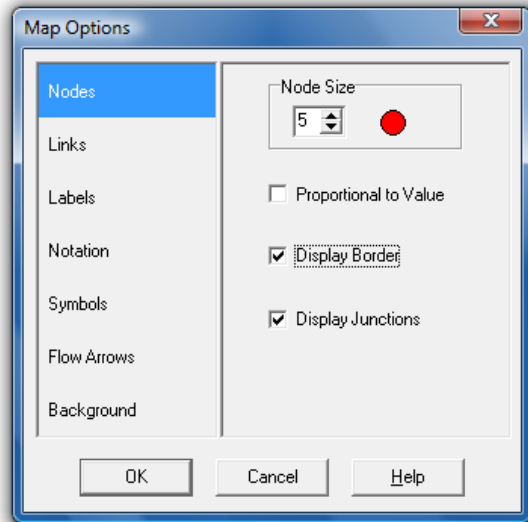 Map Options
Nodes
Links
Labels
Notation
Symbols
Flow Arrows
Background
Node Size
5
Proportional to Value
Display Border
Display Junctions
OK
Cancel
Help